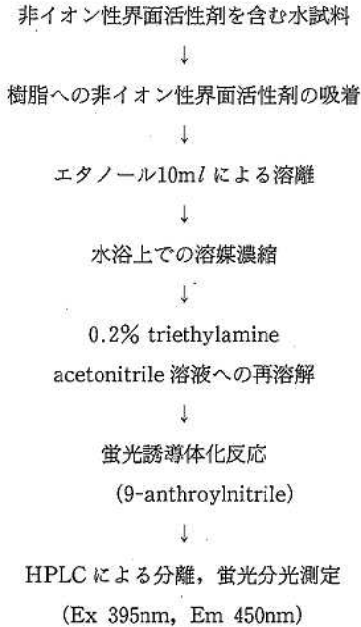 非イオン性界面活性剤を含む水試料
↓
樹脂への非イオン性界面活性剤の吸着
↓
エタノール10mlによる溶離
↓
水浴上での溶媒濃縮
↓
0.2% triethylamine
acetonitrile 溶液への再溶解
↓
蛍光誘導体化反応
(9-anthroylnitrile)
↓
HPLCによる分離，蛍光分光測定
(Ex 395nm, Em 450nm)